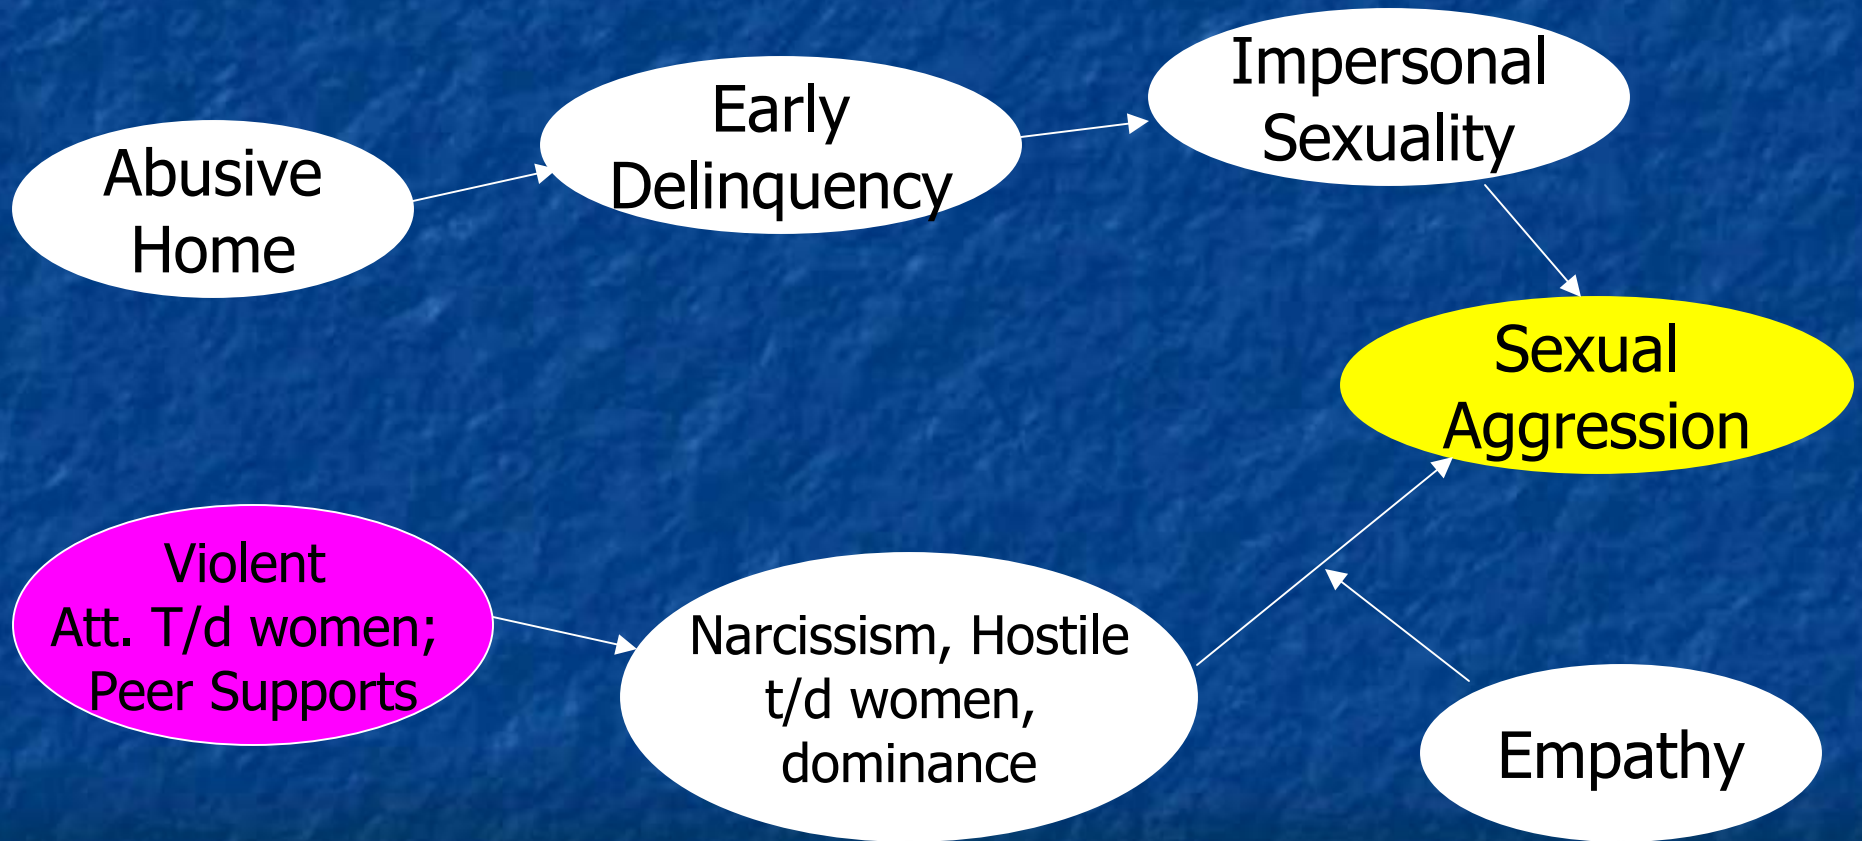 Abusive
Home
Early
Delinquency
Impersonal
Sexuality
Sexual
Aggression
Violent
Att. T/d women;
Peer Supports
Narcissism, Hostile
t/d women,
dominance
Empathy